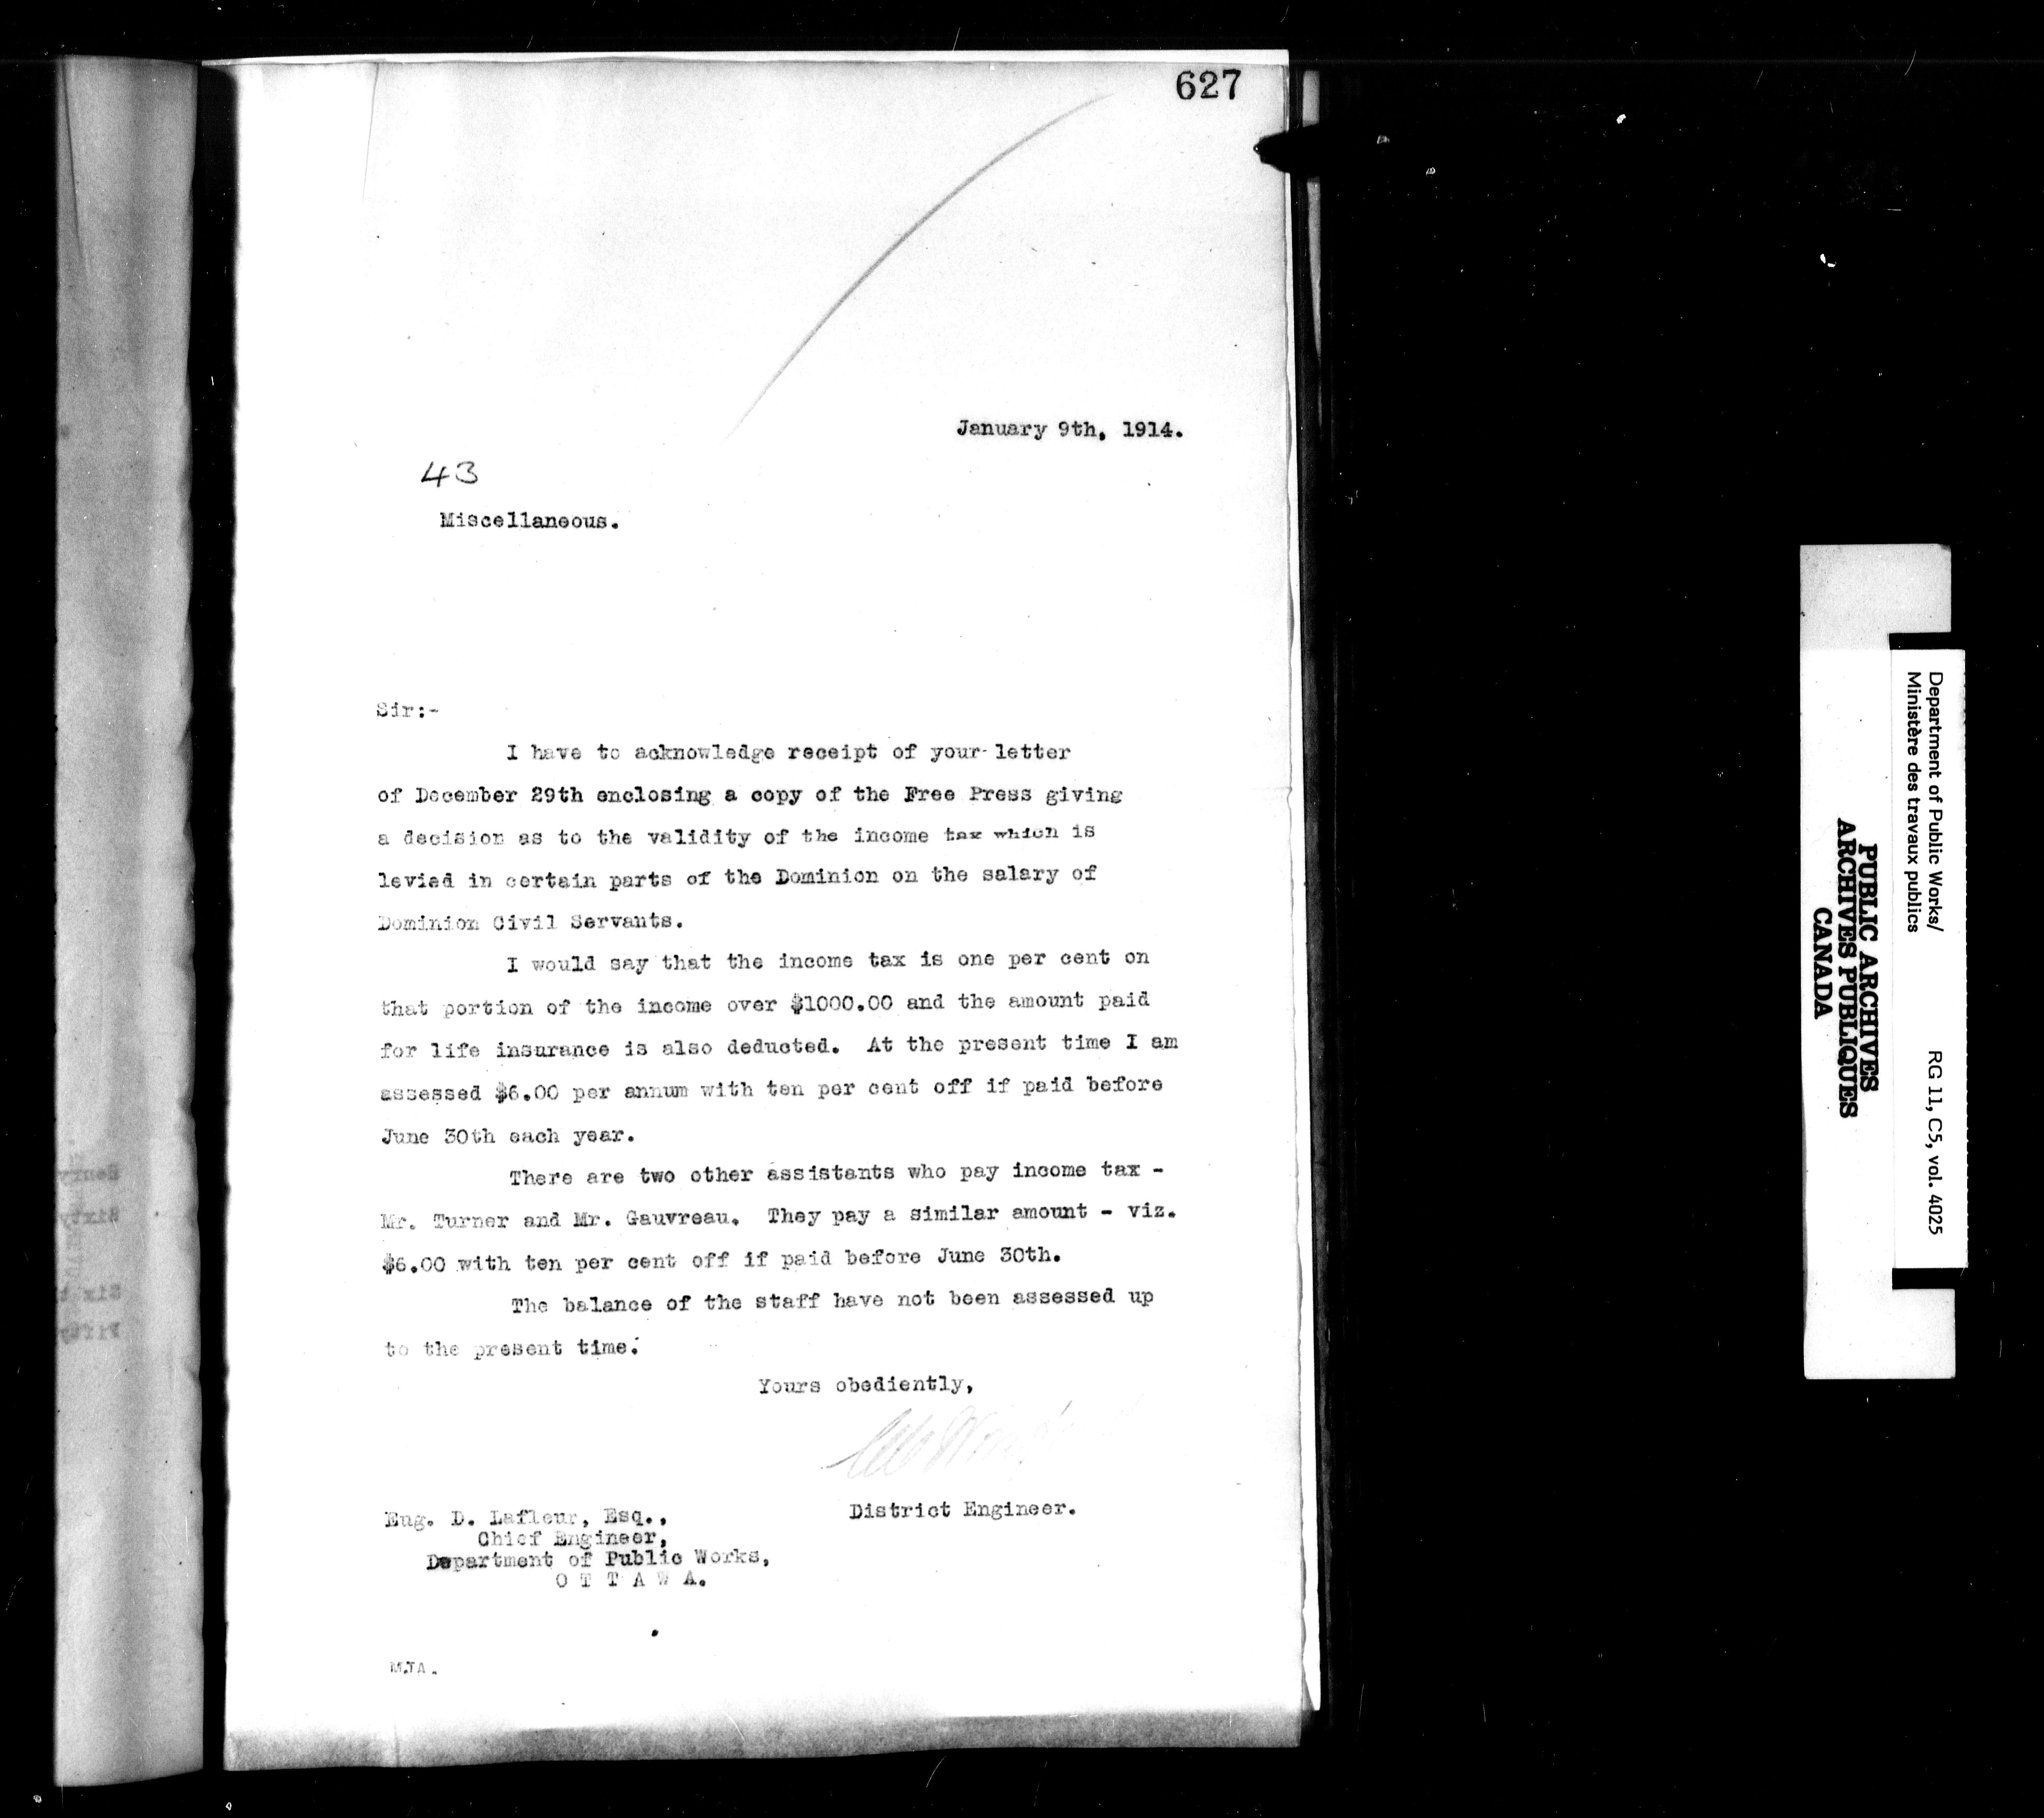 627
January 9th, 1914.
43
Miscellaneous.
Sir:-
I have to acknowledge receipt of your letter
of December 29th enclosing a copy of the Free Press giving
a decision as to the validity of the income tax which is
levied in certain parts of the Dominion on the salary of
Dominion Civil Servants.
I would say that the income tax is one per cent on
that portion of the income over $1000.00 and the amount paid
for life insurance is also deducted. At the present time I am
assessed $6.00 per annum with ten per cent off if paid before
June 30th each year.
There are two other assistants who pay income tax -
Mr. Turner and Mr. Gauvreau. They pay a similar amount - viz.
$6.00 with ten per cent off if paid before June 30th.
The balance of the staff have not been assessed up
to the present time.
Yours obediently,
District Engineer.
Eug. D. Lafleur, Esq.,
Chief Engineer,
Department of Public Works,
O T T A W A.
Department of Public Works/
Ministère des travaux publics
RG 11, C5, vol. 4025
PUBLIC ARCHIVES
ARCHIVES PUBLIQUES
CANADA